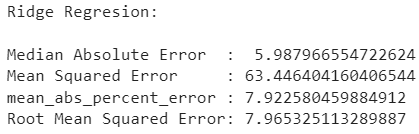 Ridge Regresion:
Median Absolute Error  :  5.987966554722624
Mean Squared Error     : 63.446404160406544
mean_abs_percent_error : 7.922580459884912
Root Mean Squared Error: 7.965325113289887